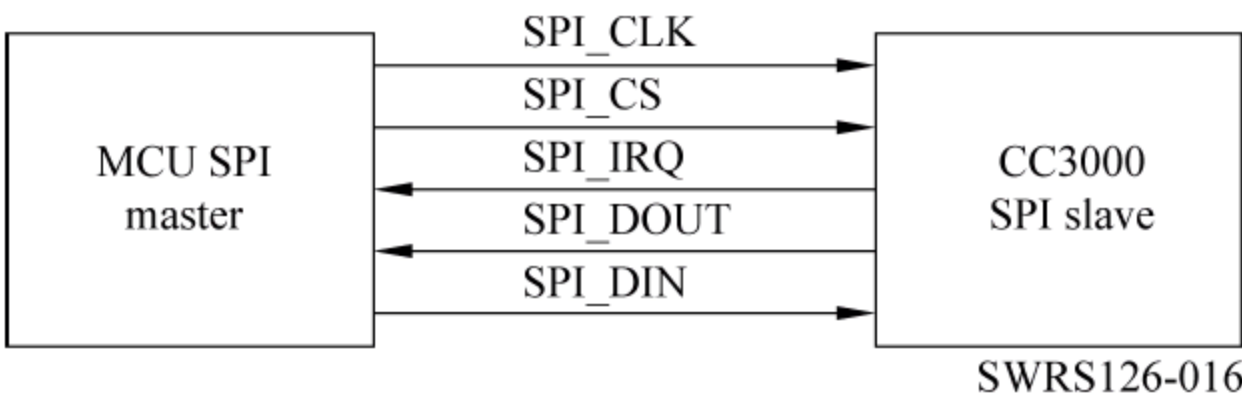 SPI_CLK
SPI_CS
MCU SPI
master
SPI_IRQ
SPI_DOUT
SPI_DIN
CC3000
SPI slave
SWRS126-016